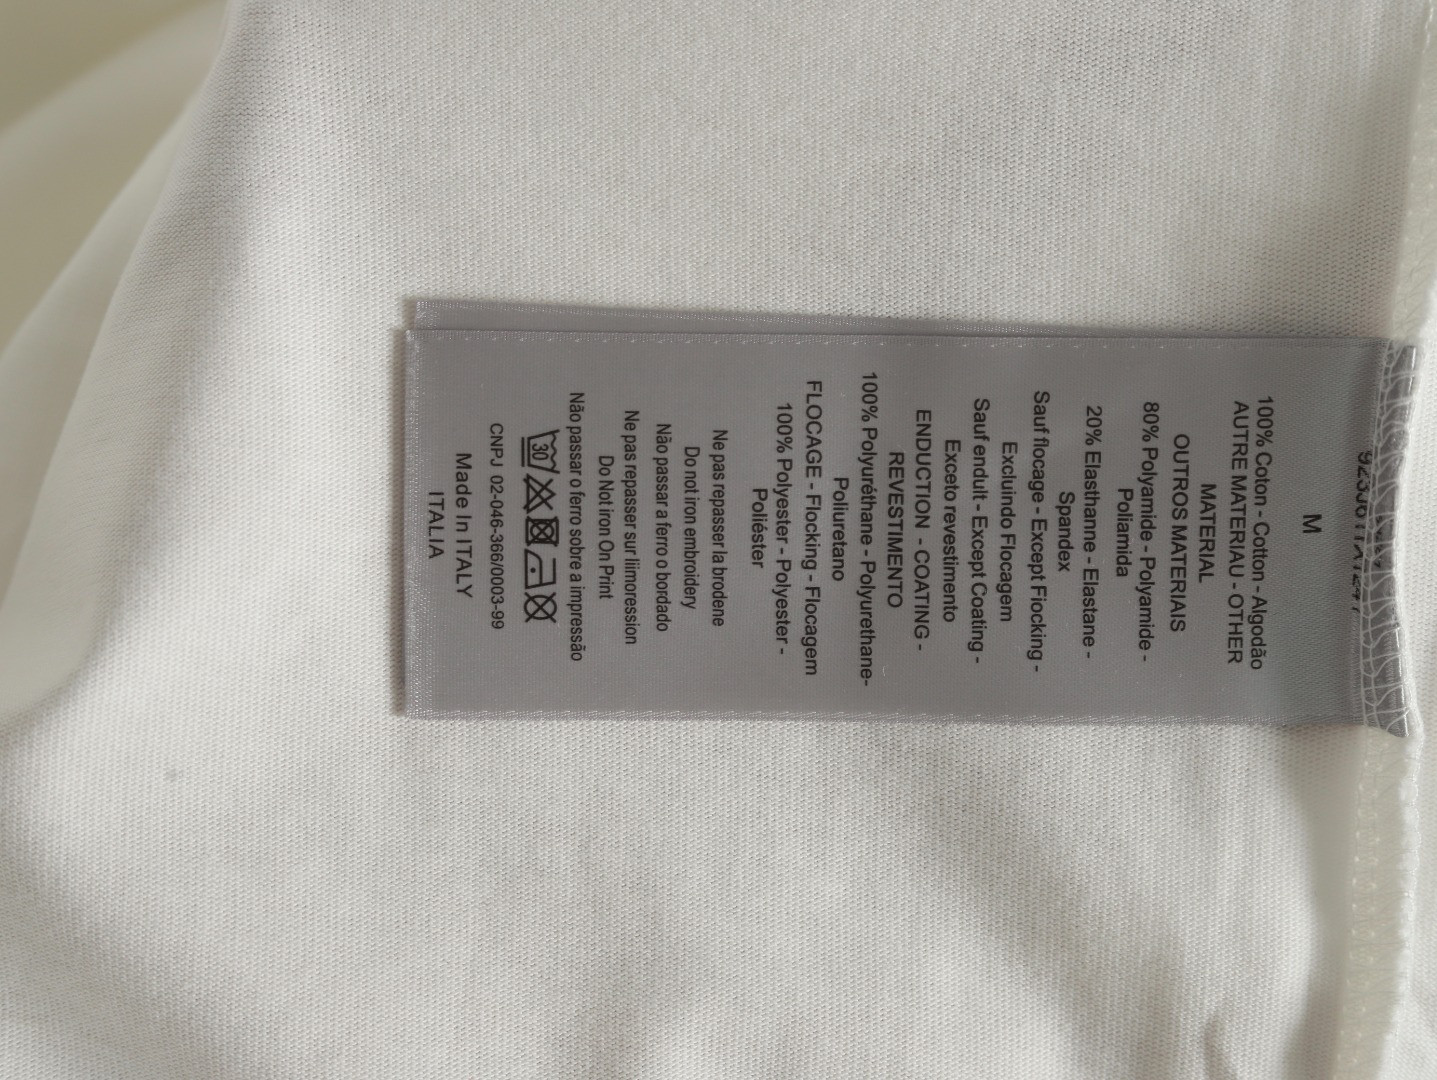 M
100% Coton - Cotton - Algodão
AUTRE MATERIAU - OTHER
MATERIAL
OUTROS MATERIAIS
80% Polyamide - Polyamide -
Poliamida
20% Elasthanne - Elastane -
Spandex
Sauf flocage - Except Flocking -
Excluindo Flocagem
Sauf endult - Except Coating -
Exceto revestimento
ENDUCTION - COATING -
REVESTIMENTO
100% Polyuréthane - Polyurethane-
Poliuretano
FLOCAGE - Flocking - Flocagem
100% Polyester - Polyester -
Poliéster
Ne pas repasser la brodene
Do not iron embroidery
Não passar a ferro o bordado
Ne pas repasser sur liimoression
Do Not iron On Print
Não passar o ferro sobre a impressão
30
CNPJ 02-046-366/0003-99
Made In ITALY
ITALIA